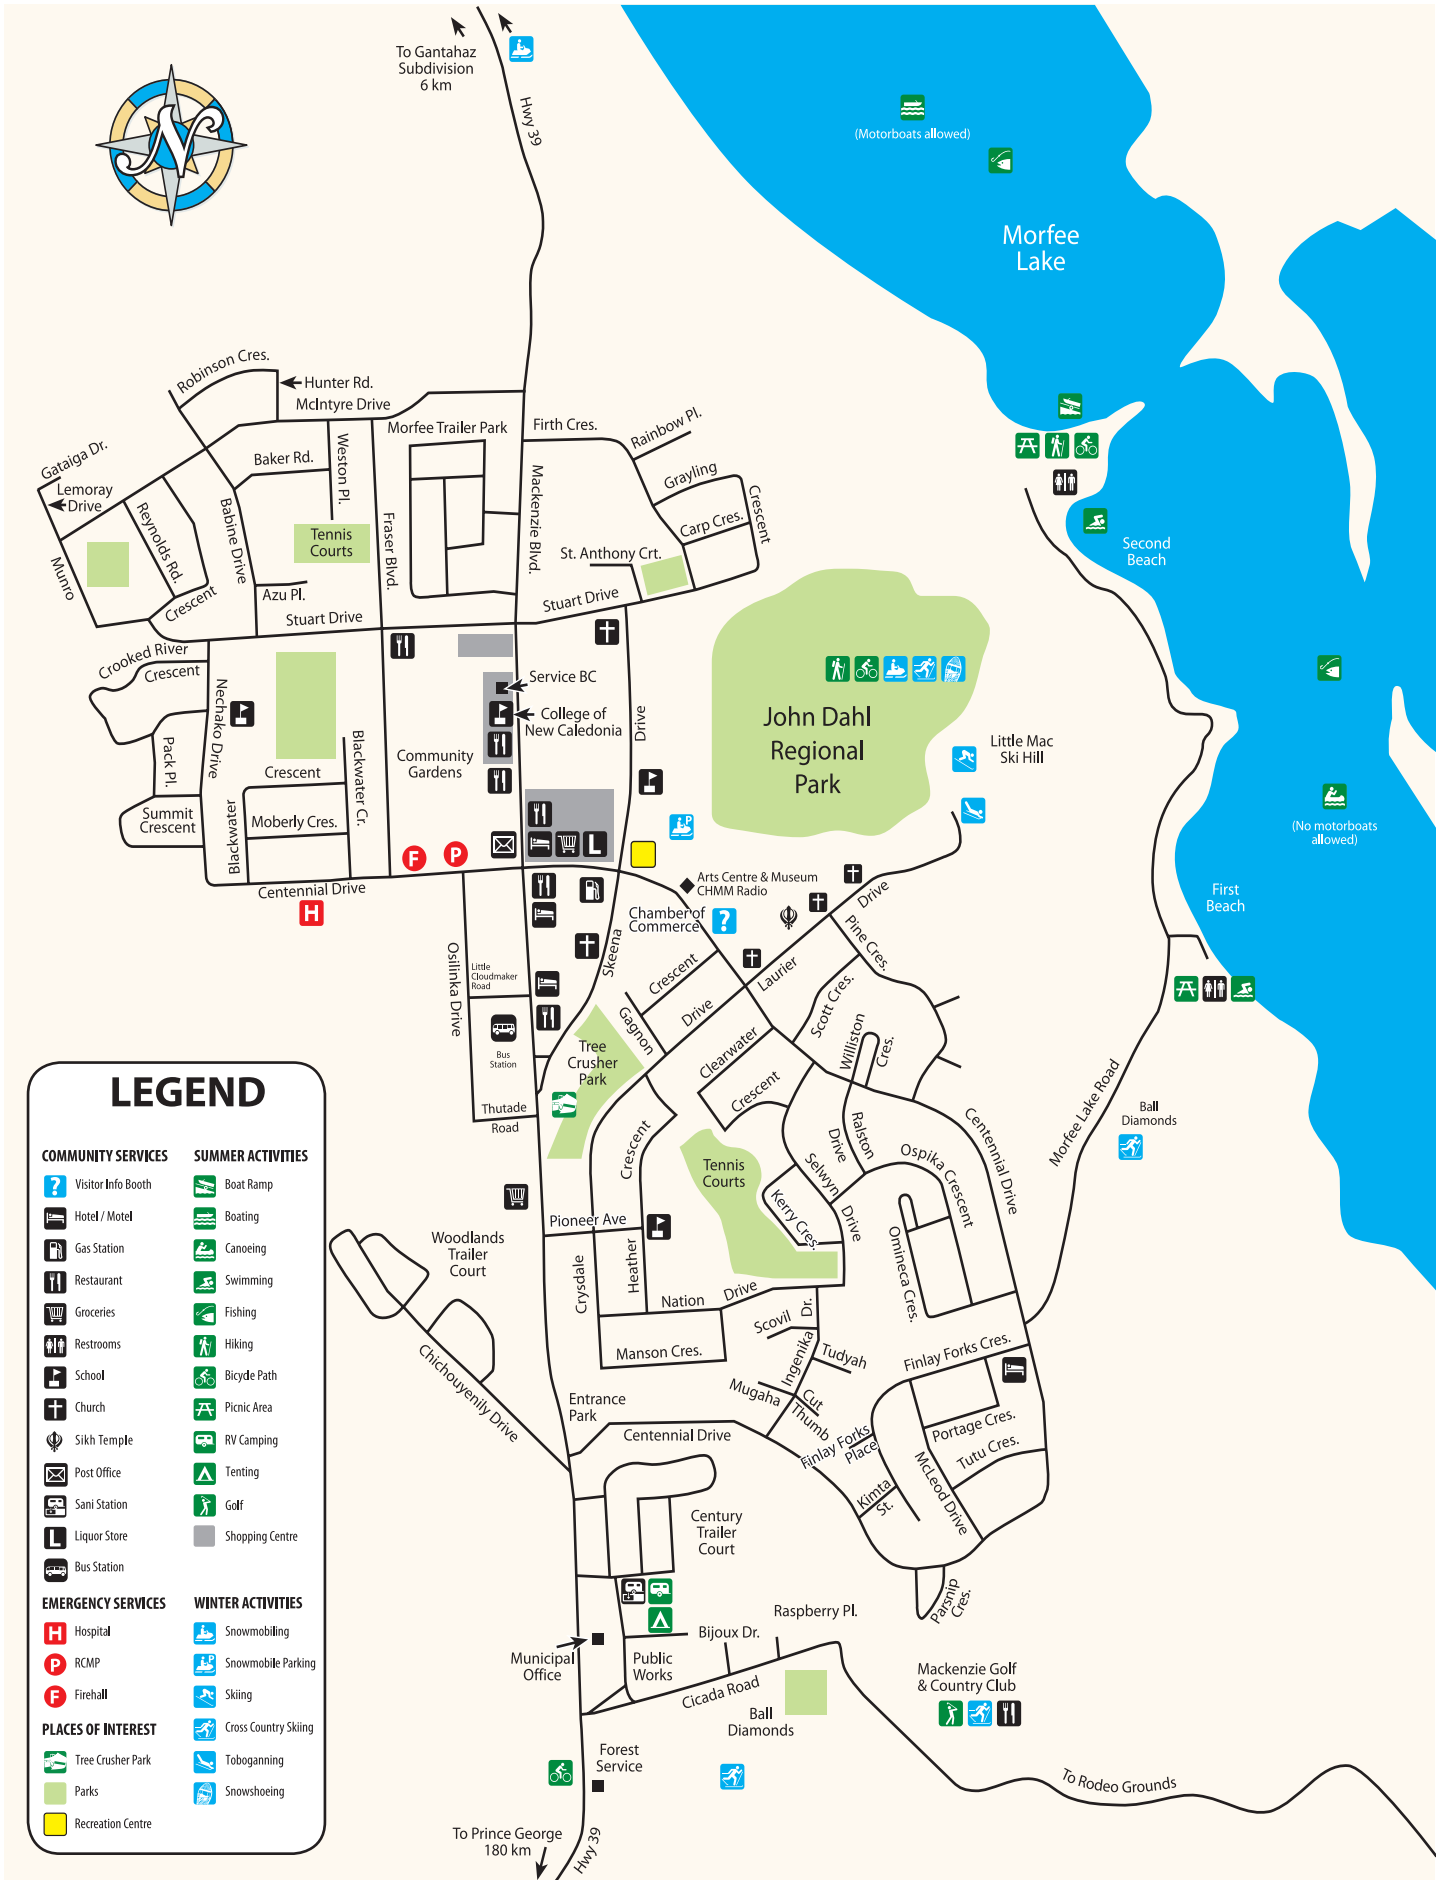 To Gantahaz
Subdivision
6 km
Hwy 39
N
(Motorboats allowed)
Morfee
Lake
Robinson Cres.
Hunter Rd.
McIntyre Drive
Morfee Trailer Park
Firth Cres.
Rainbow Pl.
Gataiga Dr.
Baker Rd.
Weston Pl.
Grayling
Crescent
Lemoray
Drive
Reynolds Rd.
Babine Drive
Tennis
Courts
Fraser Blvd.
Mackenzie Blvd.
Carp Cres.
St. Anthony Crt.
Second
Beach
Munro
Crescent
Azu Pl.
Stuart Drive
Stuart Drive
Crooked River
Crescent
Service BC
College of
New Caledonia
Drive
John Dahl
Regional
Park
Little Mac
Ski Hill
Nechako Drive
Pack Pl.
Crescent
Blackwater Cr.
Community
Gardens
Summit
Crescent
Blackwater
Moberly Cres.
P
(No motorboats
allowed)
F
P
L
Centennial Drive
H
Arts Centre & Museum
CHMM Radio
Drive
First
Beach
Chamber of
Commerce
?
Pine Cres.
Osilinka Drive
Little
Cloudmaker
Road
Skeena
Crescent
Laurier
Drive
Gagnon
Scott Cres.
Williston
Cres.
Clearwater
Crescent
Bus
Station
Tree
Crusher
Park
Thutade
Road
Crescent
Ralston
Drive
Centennial Drive
Morfee Lake Road
Ball
Diamonds
Tennis
Courts
Selwyn
Drive
Ospika Crescent
Kerry Cres.
Omineca Cres.
Pioneer Ave
Woodlands
Trailer
Court
Crysdale
Heather
Nation
Drive
Scovil
Dr.
Ingenika
Manson Cres.
Tudyah
Finlay Forks Cres.
Chichouyenily Drive
Mugaha
Cut
Thumb
Entrance
Park
Centennial Drive
Finlay Forks
Place
Portage Cres.
Tutu Cres.
McLeod Drive
Kimta
St.
Century
Trailer
Court
Parsnip
Cres.
Raspberry Pl.
Bijoux Dr.
Municipal
Office
Public
Works
Cicada Road
Ball
Diamonds
Mackenzie Golf
& Country Club
Forest
Service
To Rodeo Grounds
To Prince George
180 km
Hwy 39
LEGEND
COMMUNITY SERVICES
? Visitor Info Booth
Hotel / Motel
Gas Station
Restaurant
Groceries
Restrooms
School
Church
Sikh Temple
Post Office
Sani Station
L Liquor Store
Bus Station
EMERGENCY SERVICES
H Hospital
P RCMP
F Firehall
PLACES OF INTEREST
Tree Crusher Park
Parks
Recreation Centre
SUMMER ACTIVITIES
Boat Ramp
Boating
Canoeing
Swimming
Fishing
Hiking
Bicycle Path
Picnic Area
RV Camping
Tenting
Golf
Shopping Centre
WINTER ACTIVITIES
Snowmobiling
P Snowmobile Parking
Skiing
Cross Country Skiing
Toboganning
Snowshoeing